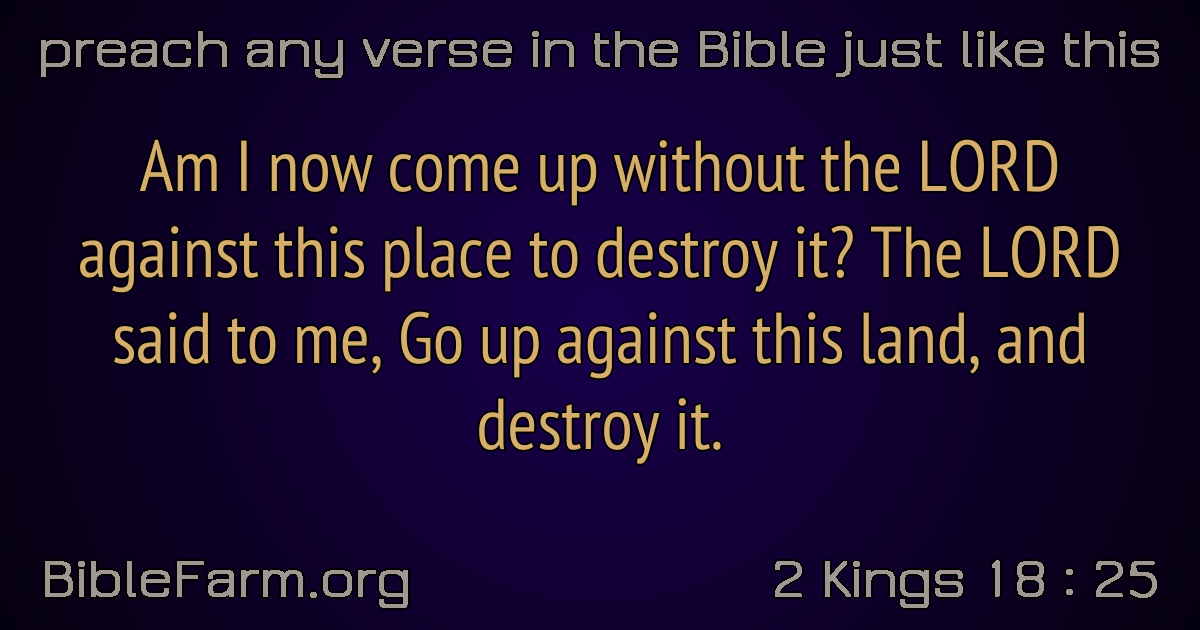 preach any verse in the Bible just like this
Am I now come up without the LORD
against this place to destroy it? The LORD
said to me, Go up against this land, and
destroy it.
BibleFarm.org
2 Kings 18 : 25